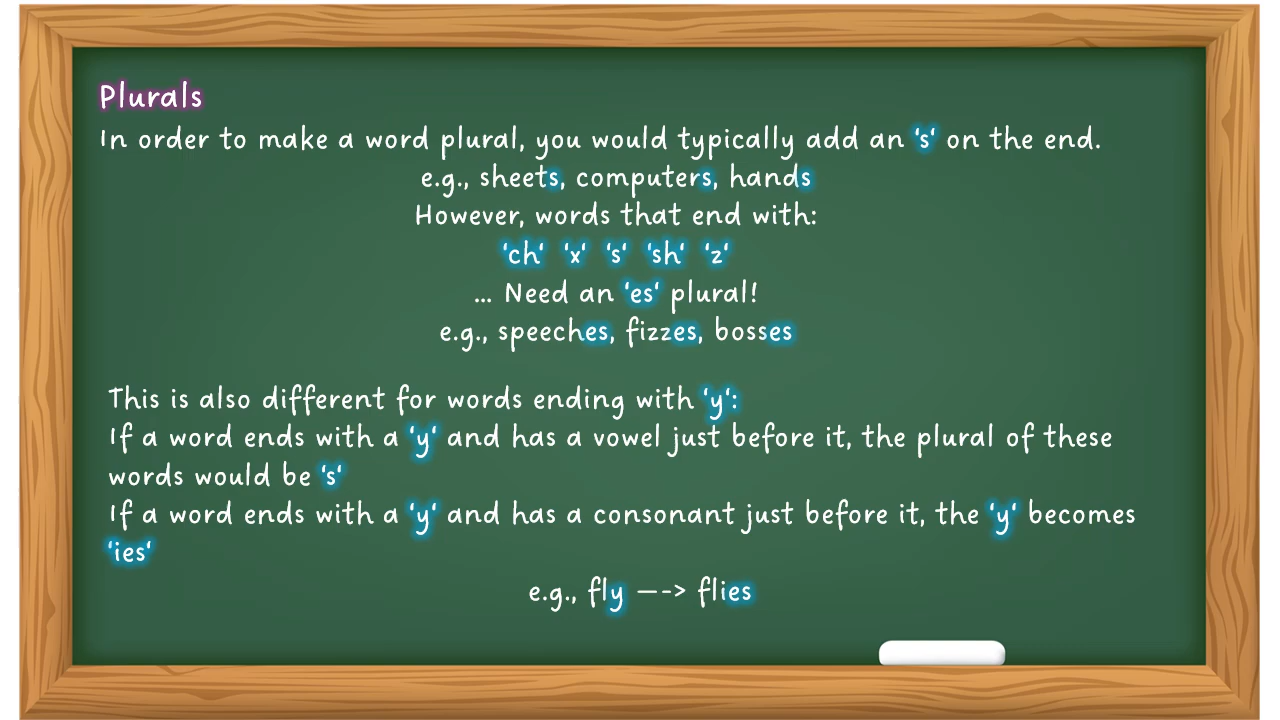 Plurals
In order to make a word plural, you would typically add an ‘s‘ on the end.
e.g., sheets, computers, hands
However, words that end with:
‘ch‘ ‘x‘ ‘s‘ ‘sh‘ ‘z‘
... Need an ‘es‘ plural!
e.g., speeches, fizzes, bosses
This is also different for words ending with ‘y‘:
If a word ends with a ‘y‘ and has a vowel just before it, the plural of these
words would be ‘s‘
If a word ends with a ‘y‘ and has a consonant just before it, the ‘y‘ becomes
‘ies‘
e.g., fly —-> flies